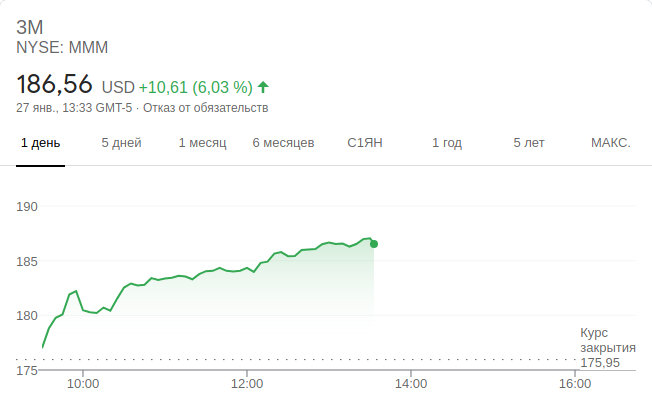 3M
NYSE: MMM
186,56 USD +10,61 (6,03 %)
27 янв., 13:33 GMT-5 · Отказ от обязательств
1 день 5 дней 1 месяц 6 месяцев С1ЯН 1 год 5 лет МАКС.
190
185
180
Курс
закрытия
175,95
175
10:00 12:00 14:00 16:00